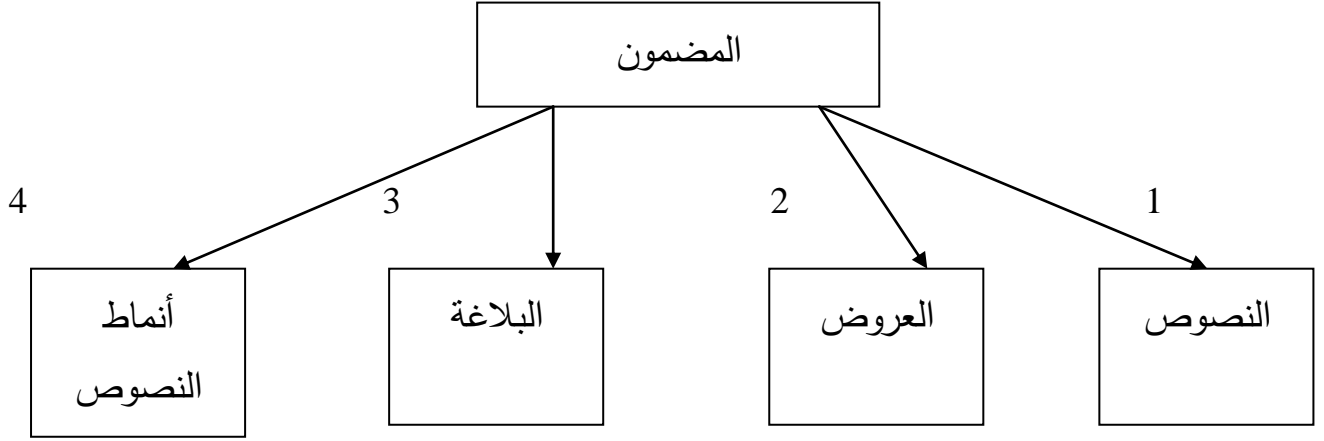 المضمون
1
2
3
4
النصوص
العروض
البلاغة
أنماط
النصوص